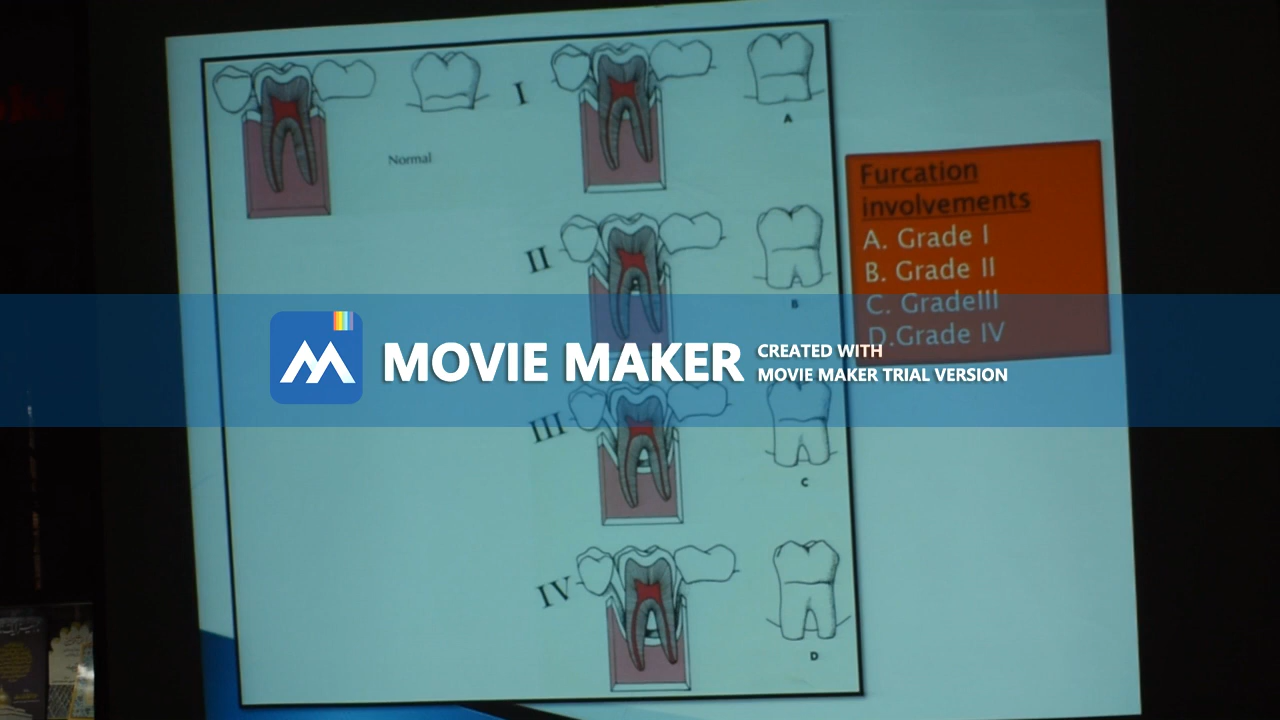 Normal
I
A
II
B
III
C
IV
D
Furcation
involvements
A. Grade I
B. Grade II
C. GradeIII
D.Grade IV
MOVIE MAKER
CREATED WITH
MOVIE MAKER TRIAL VERSION